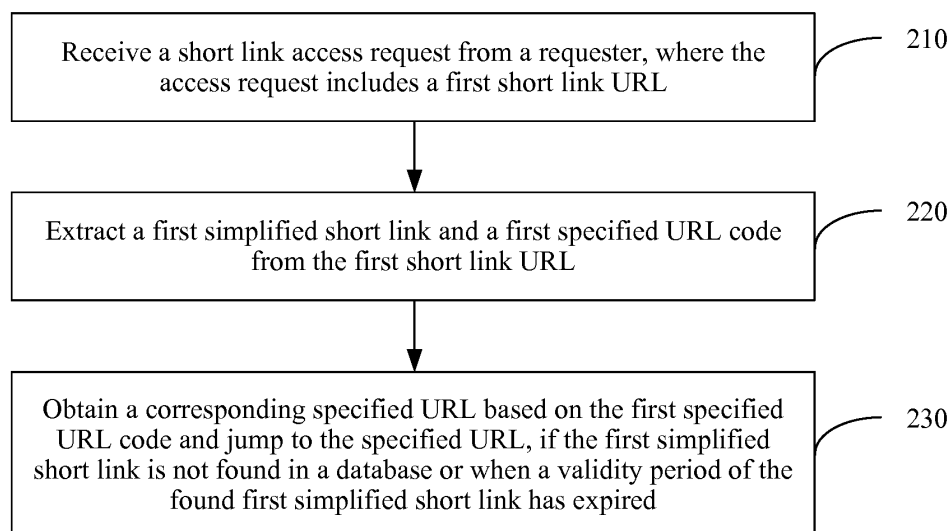 Receive a short link access request from a requester, where the
access request includes a first short link URL
210
Extract a first simplified short link and a first specified URL code
from the first short link URL
220
Obtain a corresponding specified URL based on the first specified
URL code and jump to the specified URL, if the first simplified
short link is not found in a database or when a validity period of the
found first simplified short link has expired
230